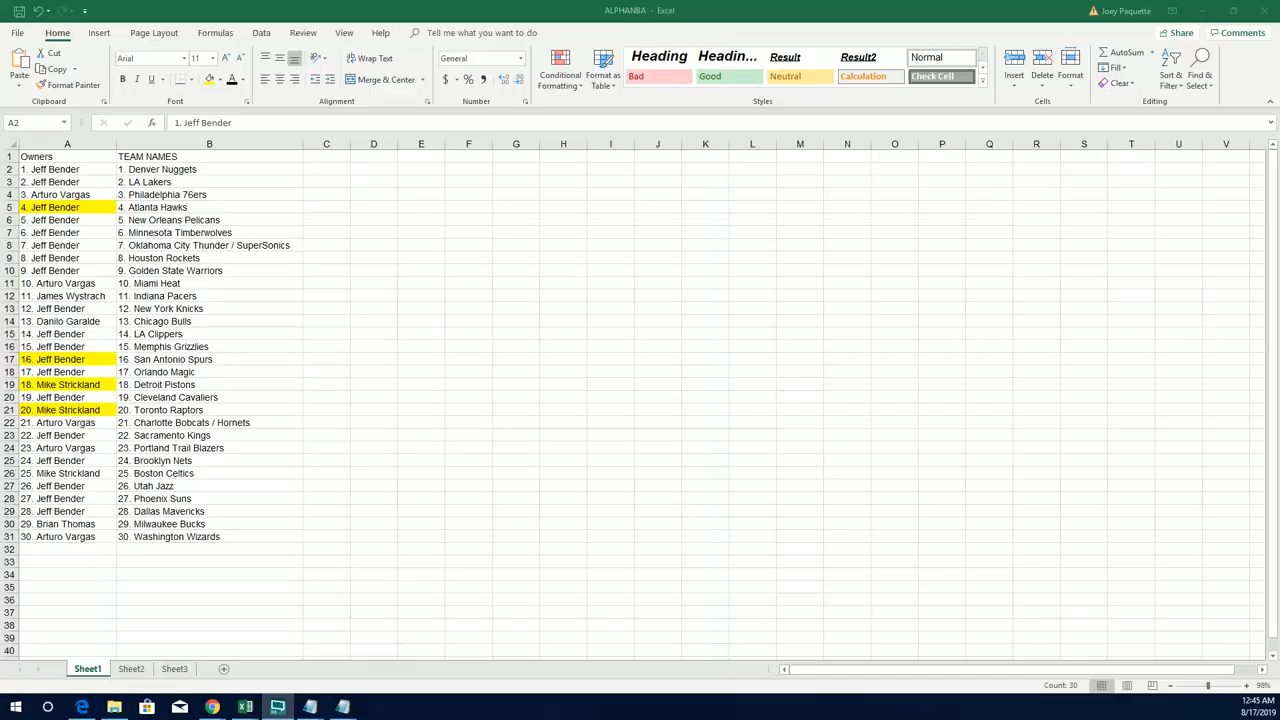 ALPHANBA - Excel
Joey Paquette
File Home Insert Page Layout Formulas Data Review View Help Tell me what you want to do
Share Comments
Paste
Cut
Copy
Format Painter
Clipboard
Arial 11
B I U
Font
Wrap Text
Merge & Center
Alignment
General
$ % ,
Number
Conditional Formatting
Format as Table
Heading Headin... Result Result2 Normal
Bad Good Neutral Calculation Check Cell
Styles
Insert Delete Format
Cells
AutoSum
Fill
Clear
Sort & Filter
Find & Select
Editing
A2 1. Jeff Bender
A B C D E F G H I J K L M N O P Q R S T U V
1 Owners TEAM NAMES
2 1. Jeff Bender 1. Denver Nuggets
3 2. Jeff Bender 2. LA Lakers
4 3. Arturo Vargas 3. Philadelphia 76ers
5 4. Jeff Bender 4. Atlanta Hawks
6 5. Jeff Bender 5. New Orleans Pelicans
7 6. Jeff Bender 6. Minnesota Timberwolves
8 7. Jeff Bender 7. Oklahoma City Thunder / SuperSonics
9 8. Jeff Bender 8. Houston Rockets
10 9. Jeff Bender 9. Golden State Warriors
11 10. Arturo Vargas 10. Miami Heat
12 11. James Wystrach 11. Indiana Pacers
13 12. Jeff Bender 12. New York Knicks
14 13. Danilo Garalde 13. Chicago Bulls
15 14. Jeff Bender 14. LA Clippers
16 15. Jeff Bender 15. Memphis Grizzlies
17 16. Jeff Bender 16. San Antonio Spurs
18 17. Jeff Bender 17. Orlando Magic
19 18. Mike Strickland 18. Detroit Pistons
20 19. Jeff Bender 19. Cleveland Cavaliers
21 20. Mike Strickland 20. Toronto Raptors
22 21. Arturo Vargas 21. Charlotte Bobcats / Hornets
23 22. Jeff Bender 22. Sacramento Kings
24 23. Arturo Vargas 23. Portland Trail Blazers
25 24. Jeff Bender 24. Brooklyn Nets
26 25. Mike Strickland 25. Boston Celtics
27 26. Jeff Bender 26. Utah Jazz
28 27. Jeff Bender 27. Phoenix Suns
29 28. Jeff Bender 28. Dallas Mavericks
30 29. Brian Thomas 29. Milwaukee Bucks
31 30. Arturo Vargas 30. Washington Wizards
32
33
34
35
36
37
38
39
40
Sheet1 Sheet2 Sheet3
Count: 30 98%
12:45 AM
8/17/2019